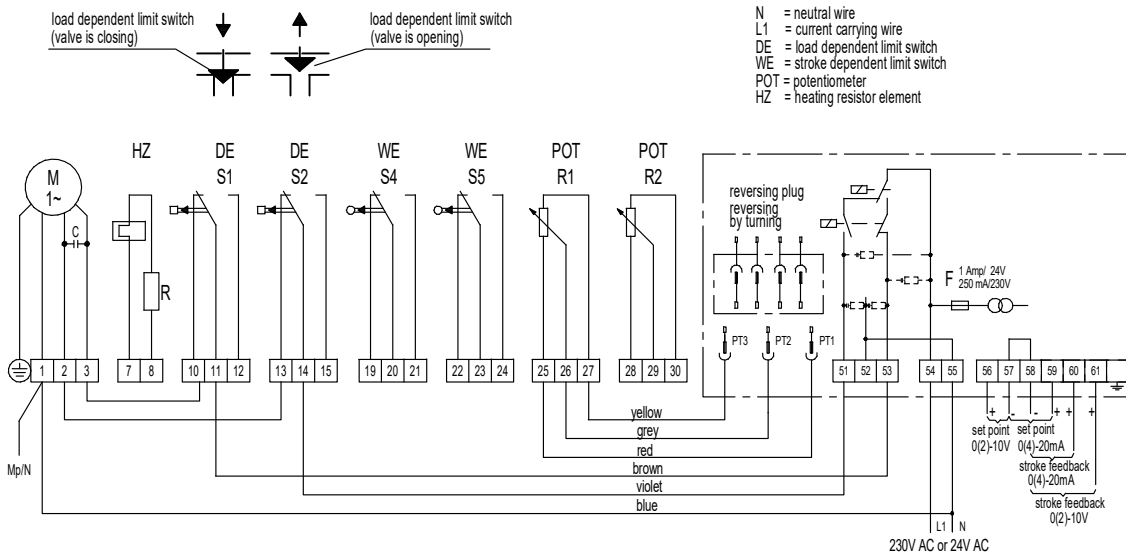 load dependent limit switch
(valve is closing)
load dependent limit switch
(valve is opening)
N = neutral wire
L1 = current carrying wire
DE = load dependent limit switch
WE = stroke dependent limit switch
POT = potentiometer
HZ = heating resistor element
HZ DE DE WE WE POT POT
S1 S2 S4 S5 R1 R2
M
1~
C
R
reversing plug
reversing
by turning
F
1 Amp/ 24V
250 mA/230V
PT3 PT2 PT1
1 2 3 7 8 10 11 12 13 14 15 19 20 21 22 23 24 25 26 27 28 29 30 51 52 53 54 55 56 57 58 59 60 61
+ - - + + +
set point
0(2)-10V
set point
0(4)-20mA
stroke feedback
0(4)-20mA
stroke feedback
0(2)-10V
yellow
grey
red
brown
violet
blue
Mp/N
L1 N
230V AC or 24V AC